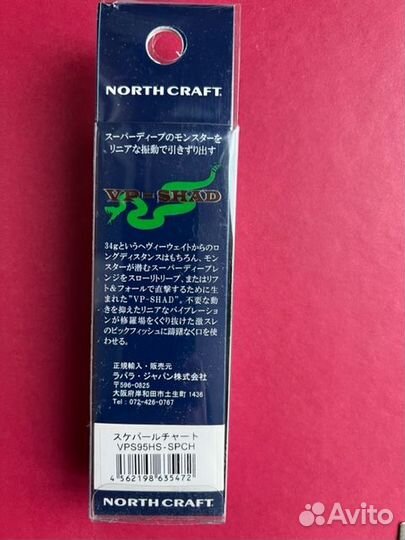 NORTH CRAFT
スーパーディープのモンスターを
リニアな振動で引きずり出す
VP-SHAD
34gというヘヴィーウェイトからのロ
ングディスタンスはもちろん、モン
スターが潜むスーパーディープレ
ンジをスローリトリーブ、またはリフ
ト＆フォールで直撃するために生
まれた"VP-SHAD"。不要な動
きを抑えたリニアなバイブレーショ
ンが修羅場をくぐり抜けた激スレ
のビックフィッシュに躊躇なく口を使
わせる。
正規輸入・販売元
ラパラ・ジャパン株式会社
〒596-0825
大阪府岸和田市土生町 1436
Tel : 072-426-0767
スケパールチャート
VPS95HS-SPCH
4 562198 635472
NORTH CRAFT
Avito